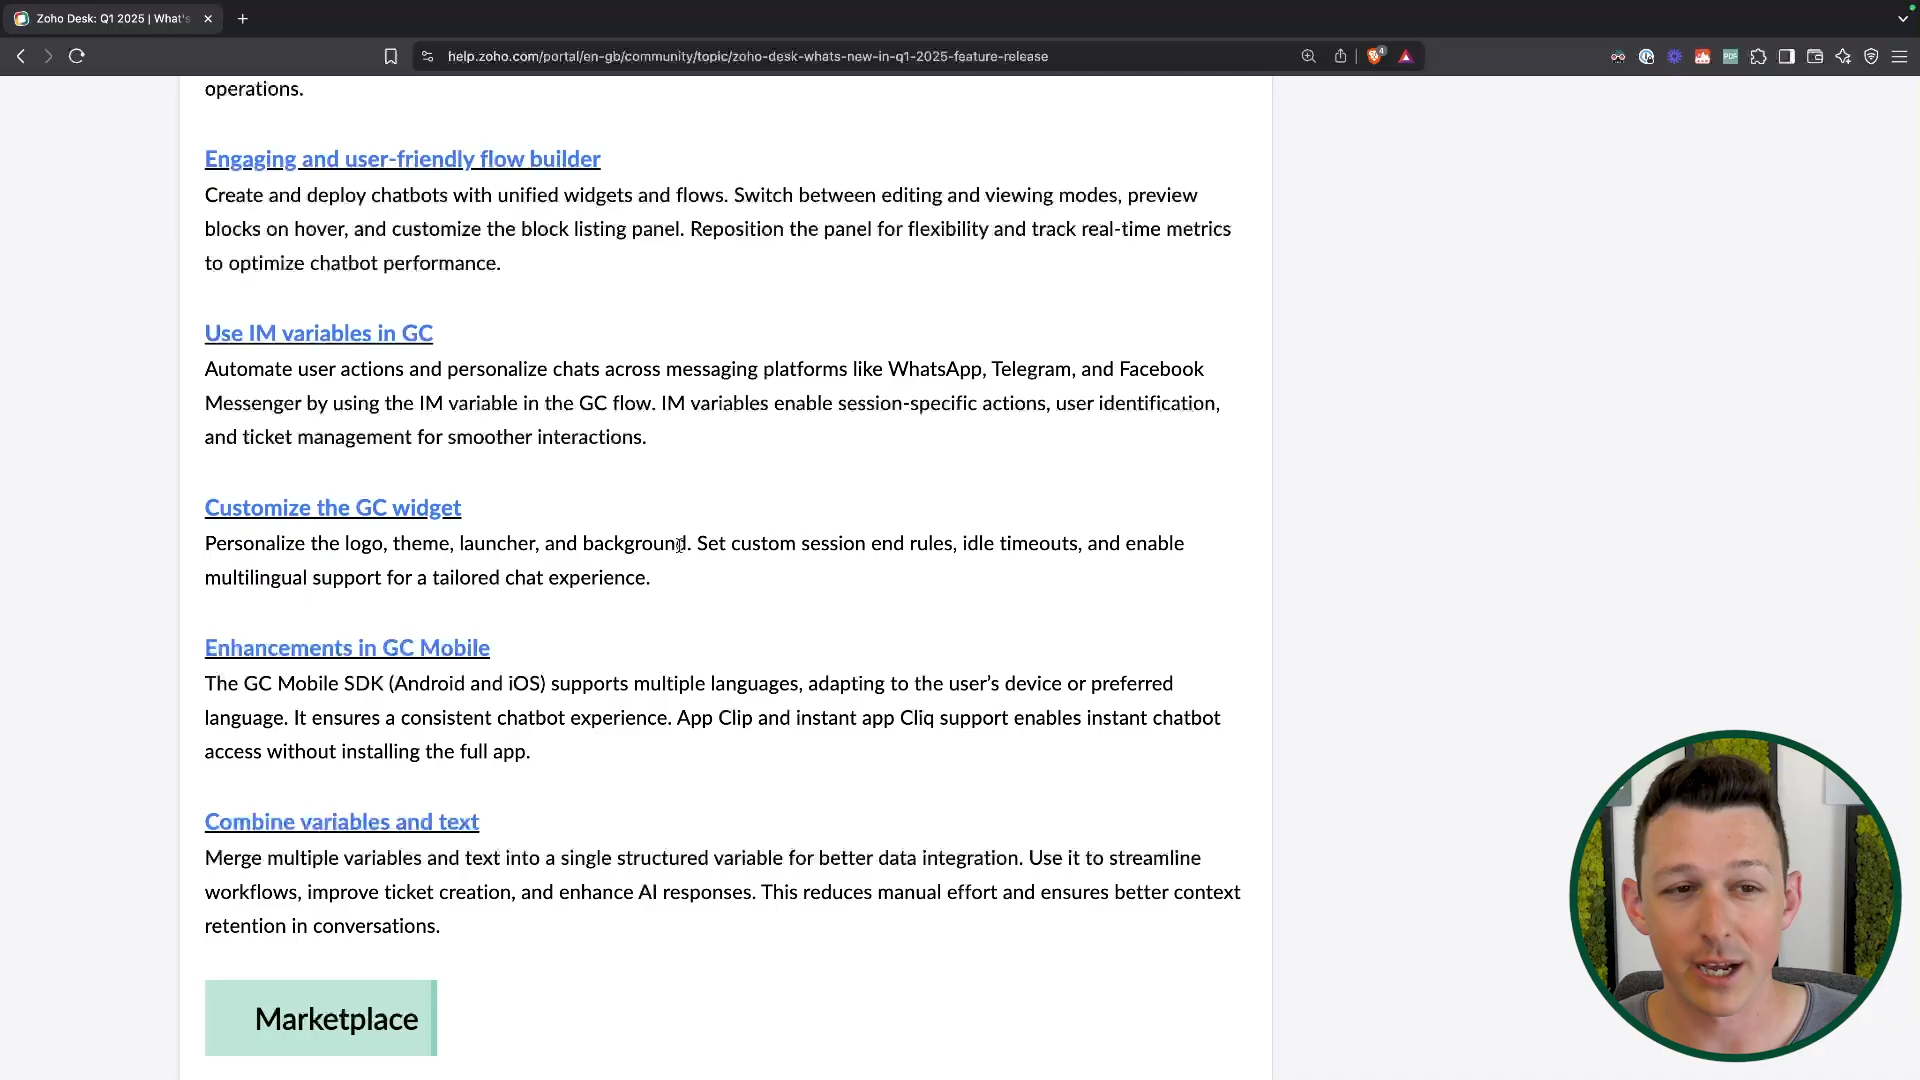 Zoho Desk: Q1 2025 | What's
help.zoho.com/portal/en-gb/community/topic/zoho-desk-whats-new-in-q1-2025-feature-release
4
PDF
operations.
Engaging and user-friendly flow builder
Create and deploy chatbots with unified widgets and flows. Switch between editing and viewing modes, preview
blocks on hover, and customize the block listing panel. Reposition the panel for flexibility and track real-time metrics
to optimize chatbot performance.
Use IM variables in GC
Automate user actions and personalize chats across messaging platforms like WhatsApp, Telegram, and Facebook
Messenger by using the IM variable in the GC flow. IM variables enable session-specific actions, user identification,
and ticket management for smoother interactions.
Customize the GC widget
Personalize the logo, theme, launcher, and background. Set custom session end rules, idle timeouts, and enable
multilingual support for a tailored chat experience.
Enhancements in GC Mobile
The GC Mobile SDK (Android and iOS) supports multiple languages, adapting to the user’s device or preferred
language. It ensures a consistent chatbot experience. App Clip and instant app Cliq support enables instant chatbot
access without installing the full app.
Combine variables and text
Merge multiple variables and text into a single structured variable for better data integration. Use it to streamline
workflows, improve ticket creation, and enhance AI responses. This reduces manual effort and ensures better context
retention in conversations.
Marketplace